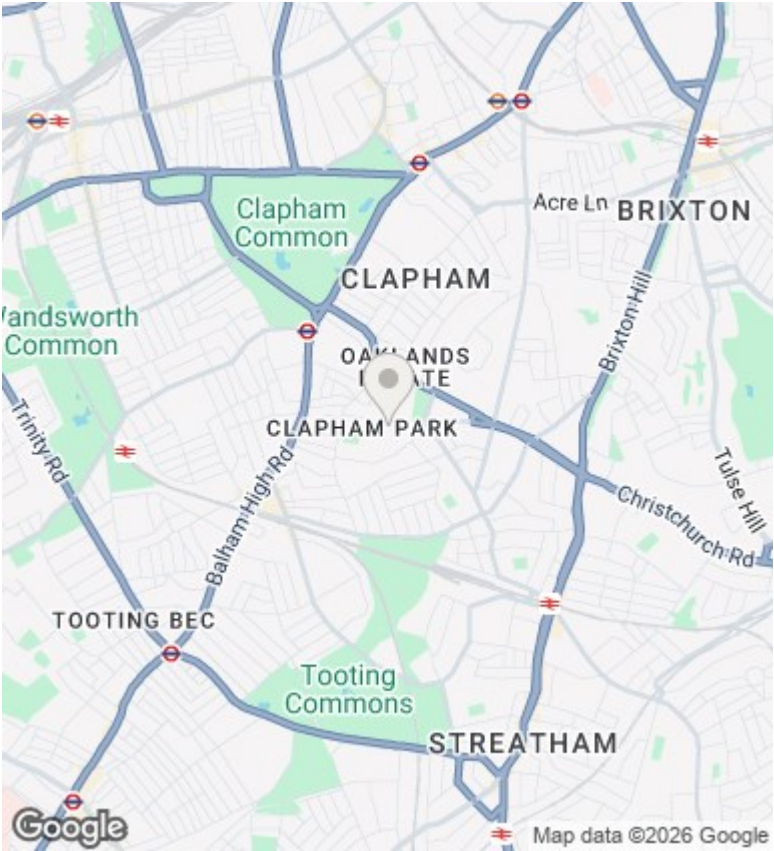 Clapham
Common
Acre Ln
BRIXTON
CLAPHAM
Wandsworth
Common
OAKLANDS
Brixton Hill
CLAPHAM PARK
Trinity Rd
Balham High Rd
Tulse Hill
Christchurch Rd
TOOTING BEC
Tooting
Commons
STREATHAM
Google
Map data ©2026 Google